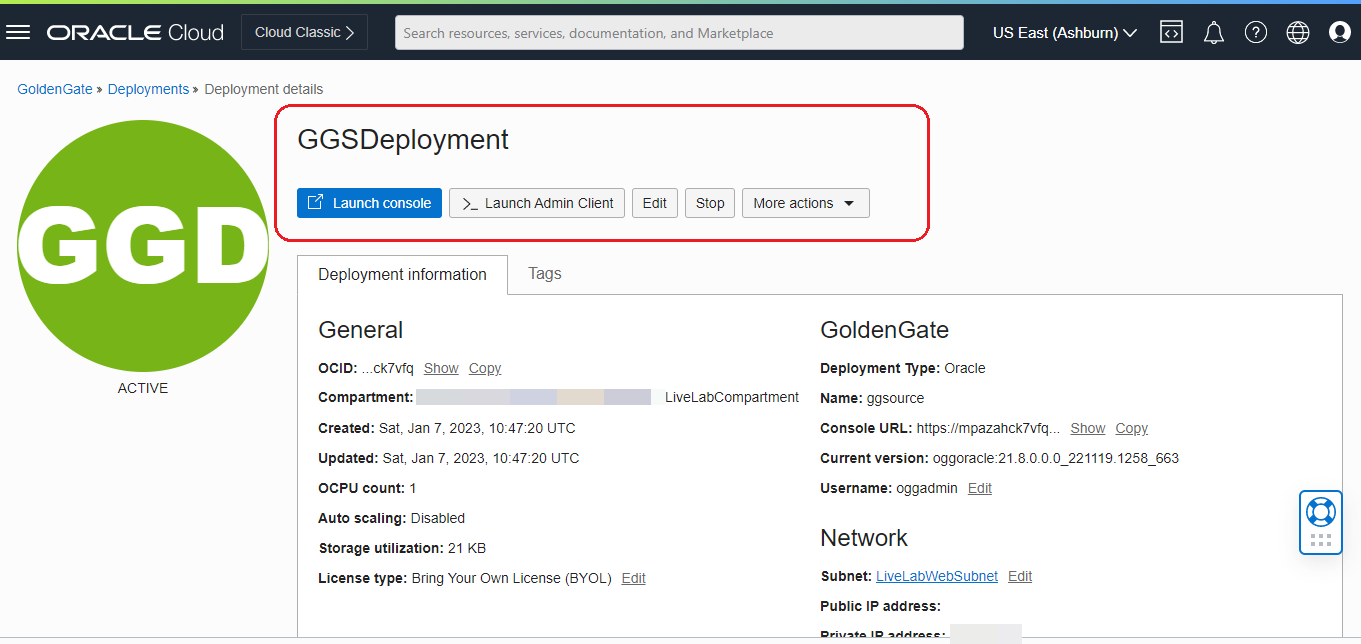 ORACLE Cloud Cloud Classic Search resources, services, documentation, and Marketplace US East (Ashburn)
GoldenGate » Deployments » Deployment details
GGD
ACTIVE
GGSDeployment
Launch console >_ Launch Admin Client Edit Stop More actions
Deployment information Tags
General
OCID: ...ck7vfq Show Copy
Compartment: LiveLabCompartment
Created: Sat, Jan 7, 2023, 10:47:20 UTC
Updated: Sat, Jan 7, 2023, 10:47:20 UTC
OCPU count: 1
Auto scaling: Disabled
Storage utilization: 21 KB
License type: Bring Your Own License (BYOL) Edit
GoldenGate
Deployment Type: Oracle
Name: ggsource
Console URL: https://mpazahck7vfq... Show Copy
Current version: oggoracle:21.8.0.0.0_221119.1258_663
Username: oggadmin Edit
Network
Subnet: LiveLabWebSubnet Edit
Public IP address:
Private IP address: